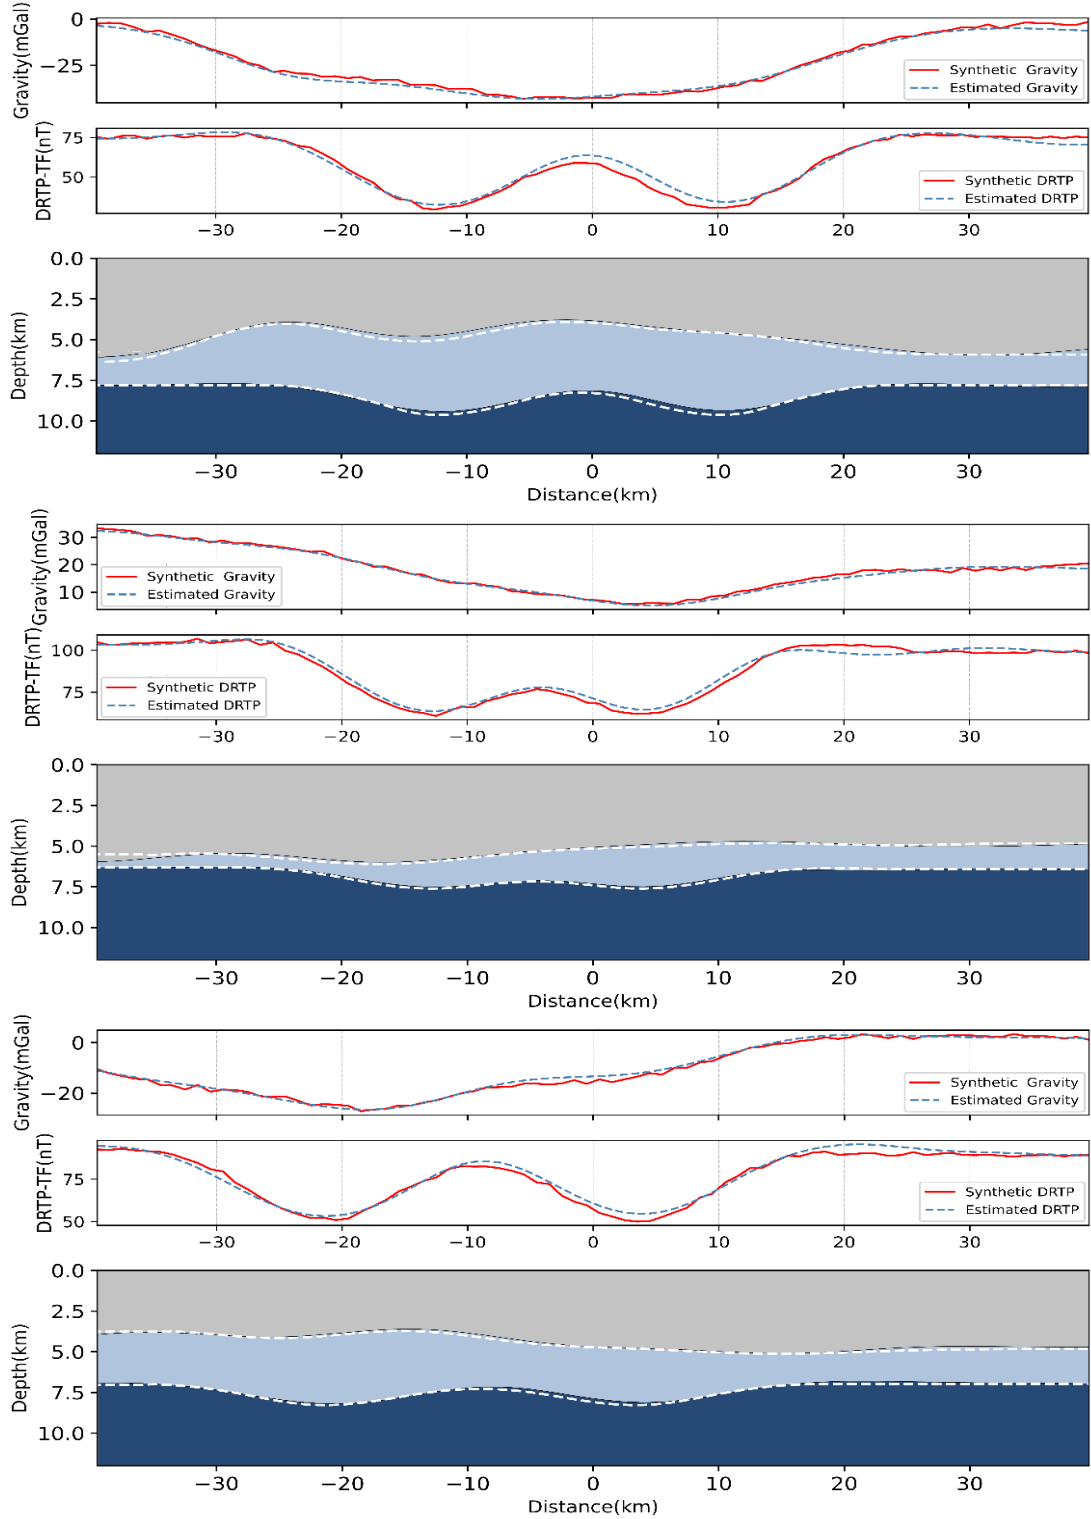 0
−25
Gravity(mGal)
Synthetic  Gravity
Estimated Gravity
75
50
DRTP-TF(nT)
Synthetic DRTP
Estimated DRTP
−30 −20 −10 0 10 20 30
0.0
2.5
5.0
7.5
10.0
Depth(km)
−30 −20 −10 0 10 20 30
Distance(km)
30
20
10
Gravity(mGal)
Synthetic  Gravity
Estimated Gravity
100
75
DRTP-TF(nT)
Synthetic DRTP
Estimated DRTP
−30 −20 −10 0 10 20 30
0.0
2.5
5.0
7.5
10.0
Depth(km)
−30 −20 −10 0 10 20 30
Distance(km)
0
−20
Gravity(mGal)
Synthetic  Gravity
Estimated Gravity
75
50
DRTP-TF(nT)
Synthetic DRTP
Estimated DRTP
−30 −20 −10 0 10 20 30
0.0
2.5
5.0
7.5
10.0
Depth(km)
−30 −20 −10 0 10 20 30
Distance(km)